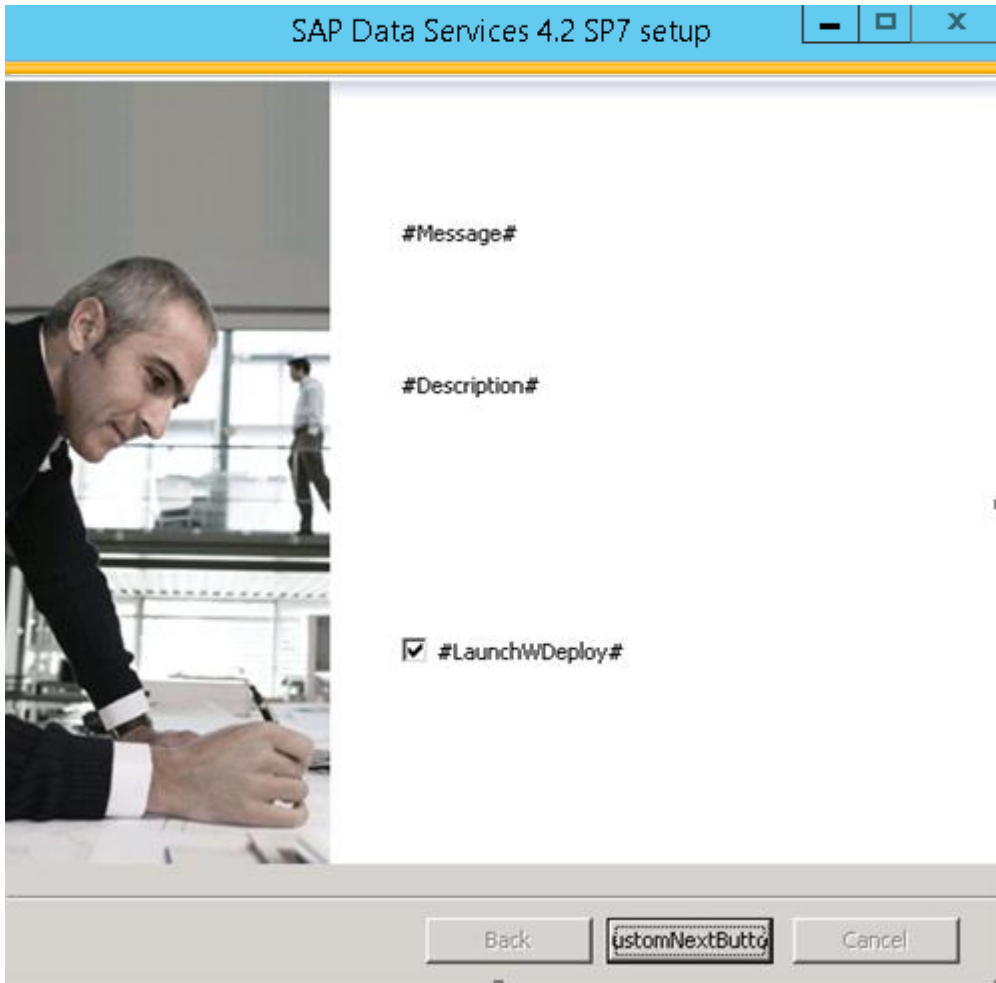 SAP Data Services 4.2 SP7 setup
#Message#
#Description#
#LaunchWDeploy#
Back
ustomNextButto
Cancel